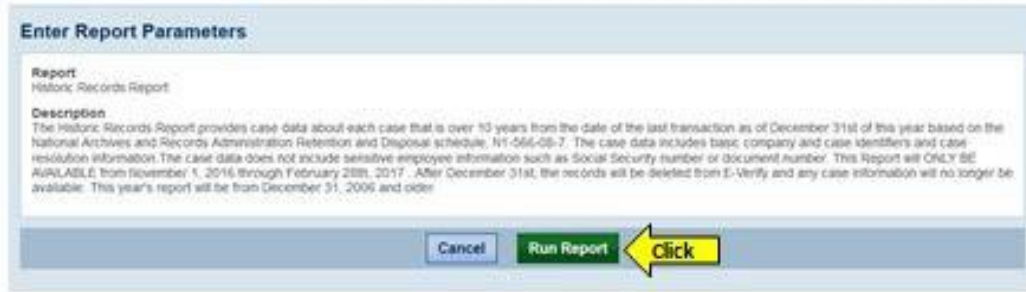 Enter Report Parameters
Report
Historic Records Report
Description
The Historic Records Report provides case data about each case that is over 10 years from the date of the last transaction as of December 31st of this year based on the
National Archives and Records Administration Retention and Disposal schedule, N1-566-08-7. The case data includes basic company and case identifiers and case
resolution information.The case data does not include sensitive employee information such as Social Security number or document number. This Report will ONLY BE
AVAILABLE from November 1, 2016 through February 28th, 2017 . After December 31st, the records will be deleted from E-Verify and any case information will no longer be
available. This year's report will be from December 31, 2006 and older.
Cancel Run Report Click